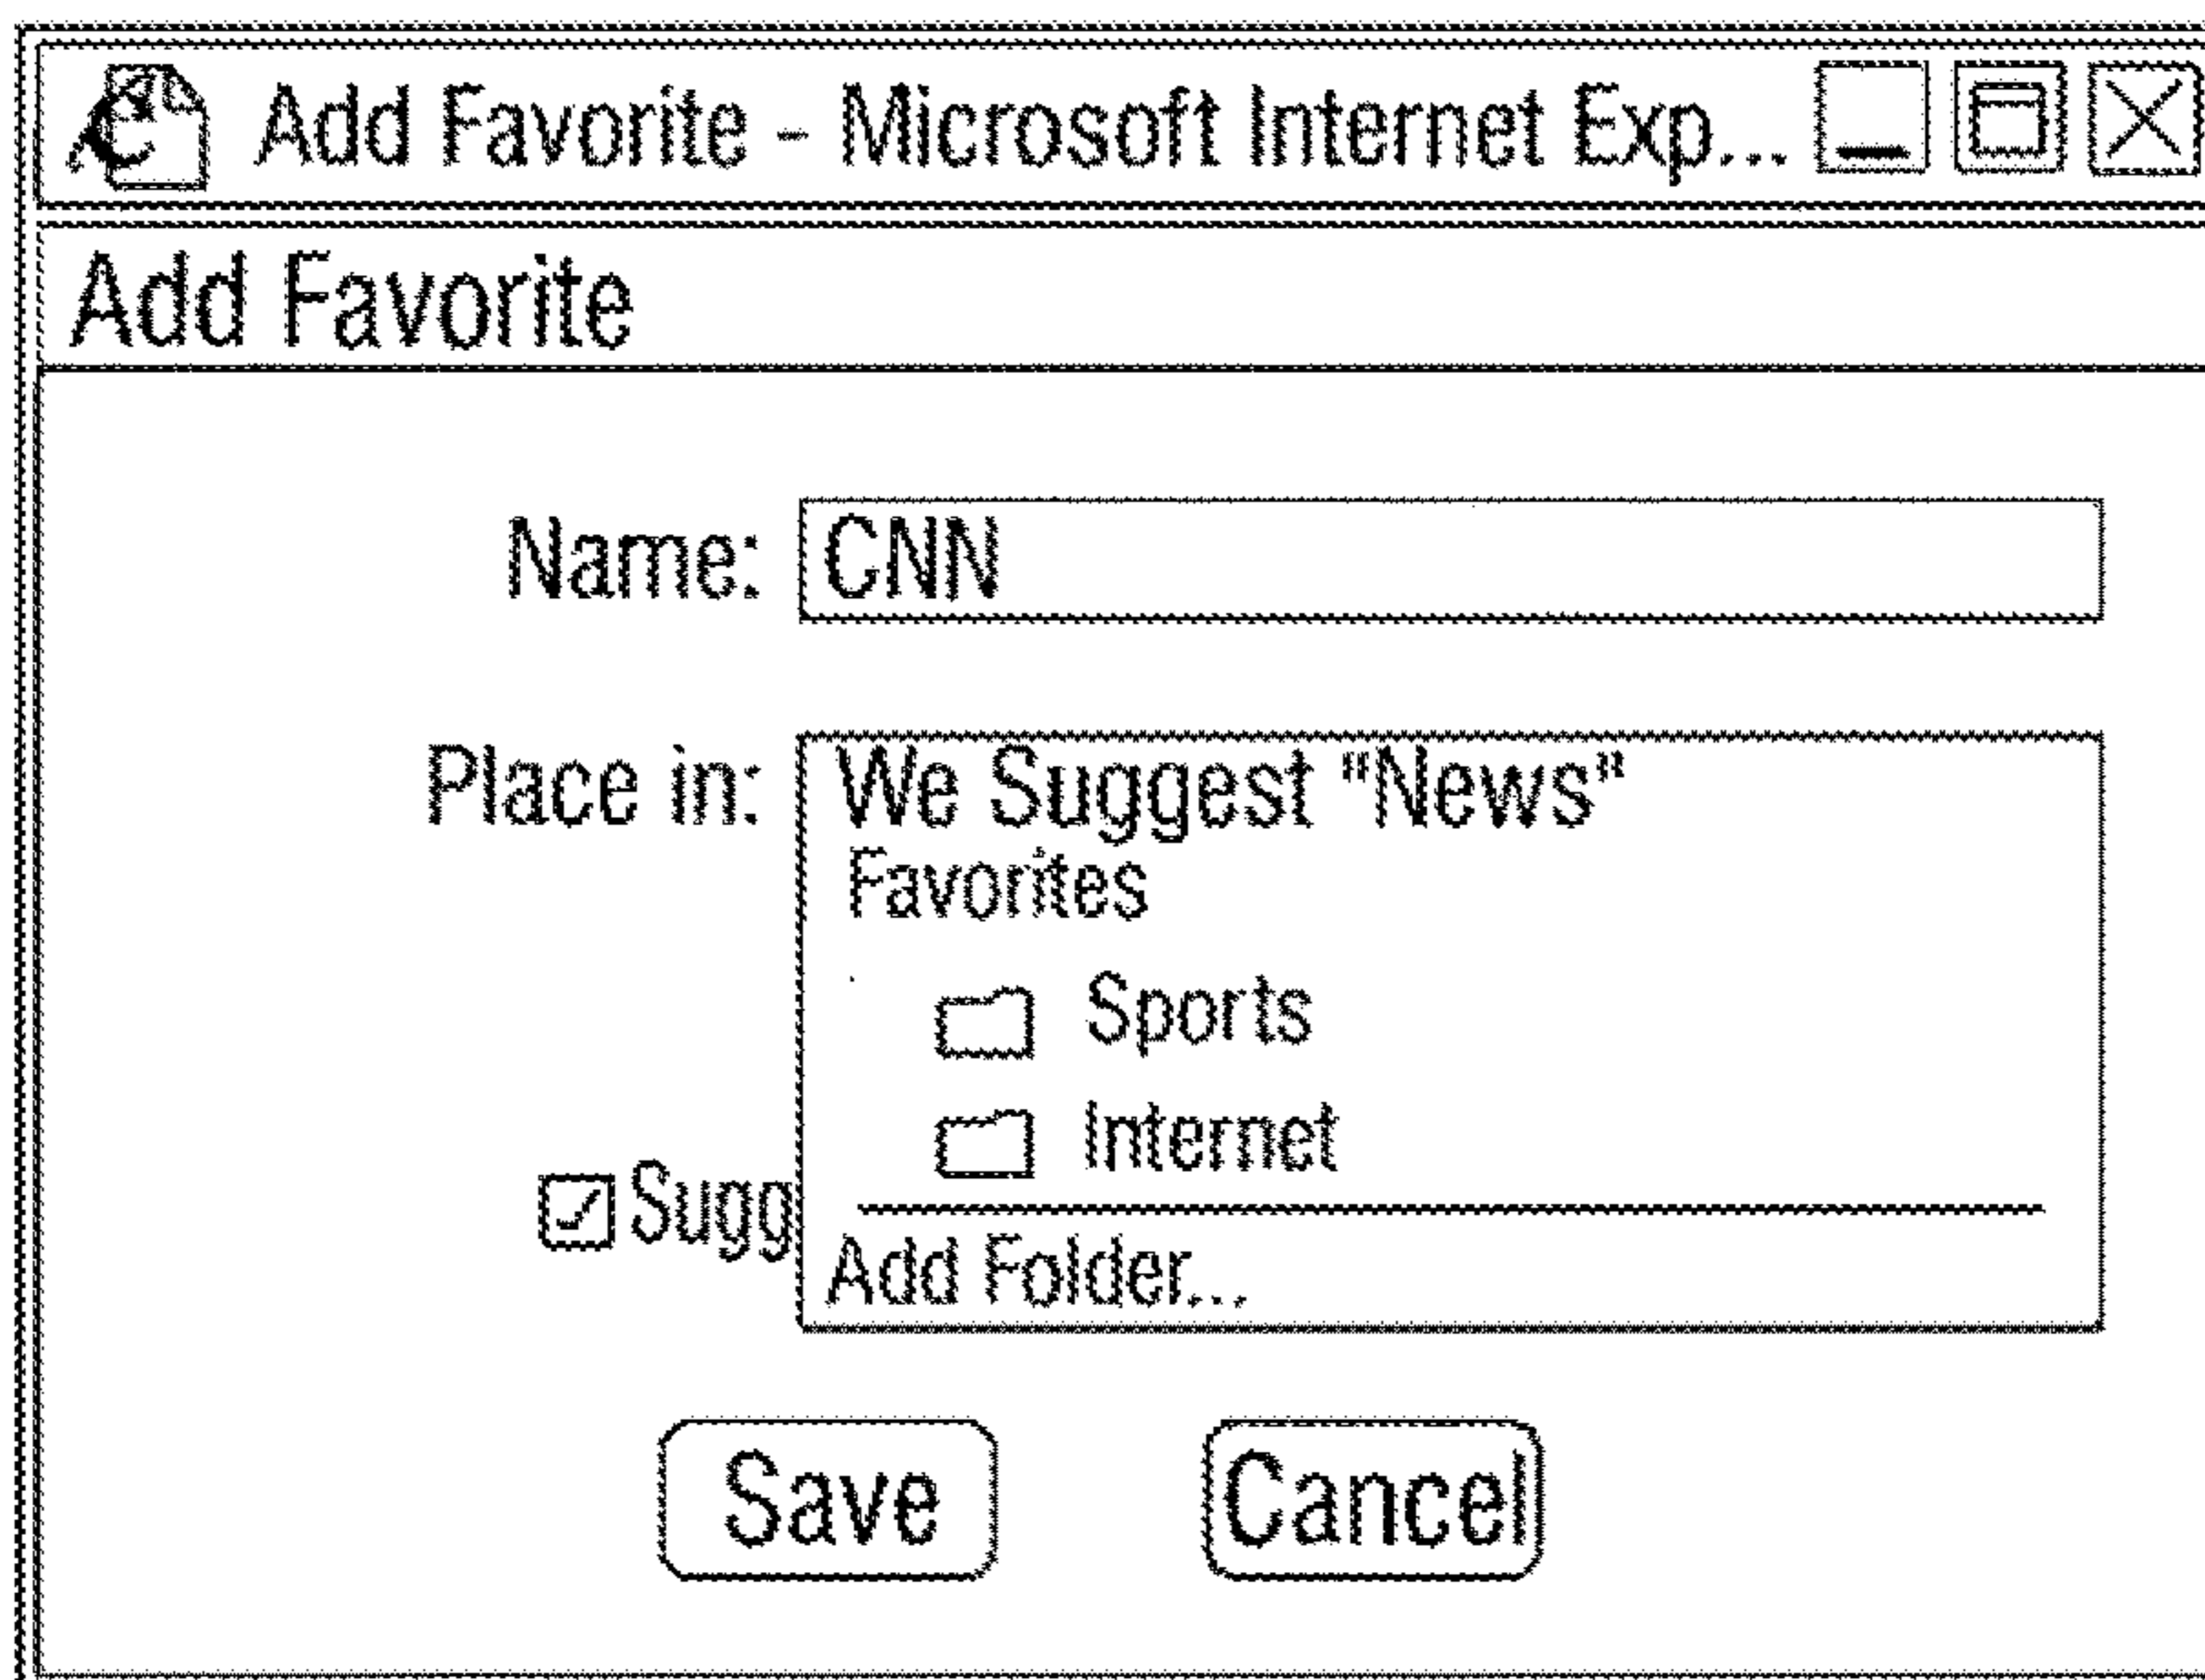 Add Favorite - Microsoft Internet Exp...
Add Favorite
Name: CNN
Place in: We Suggest "News"
Favorites
Sports
Internet
Sugg
Add Folder...
Save Cancel